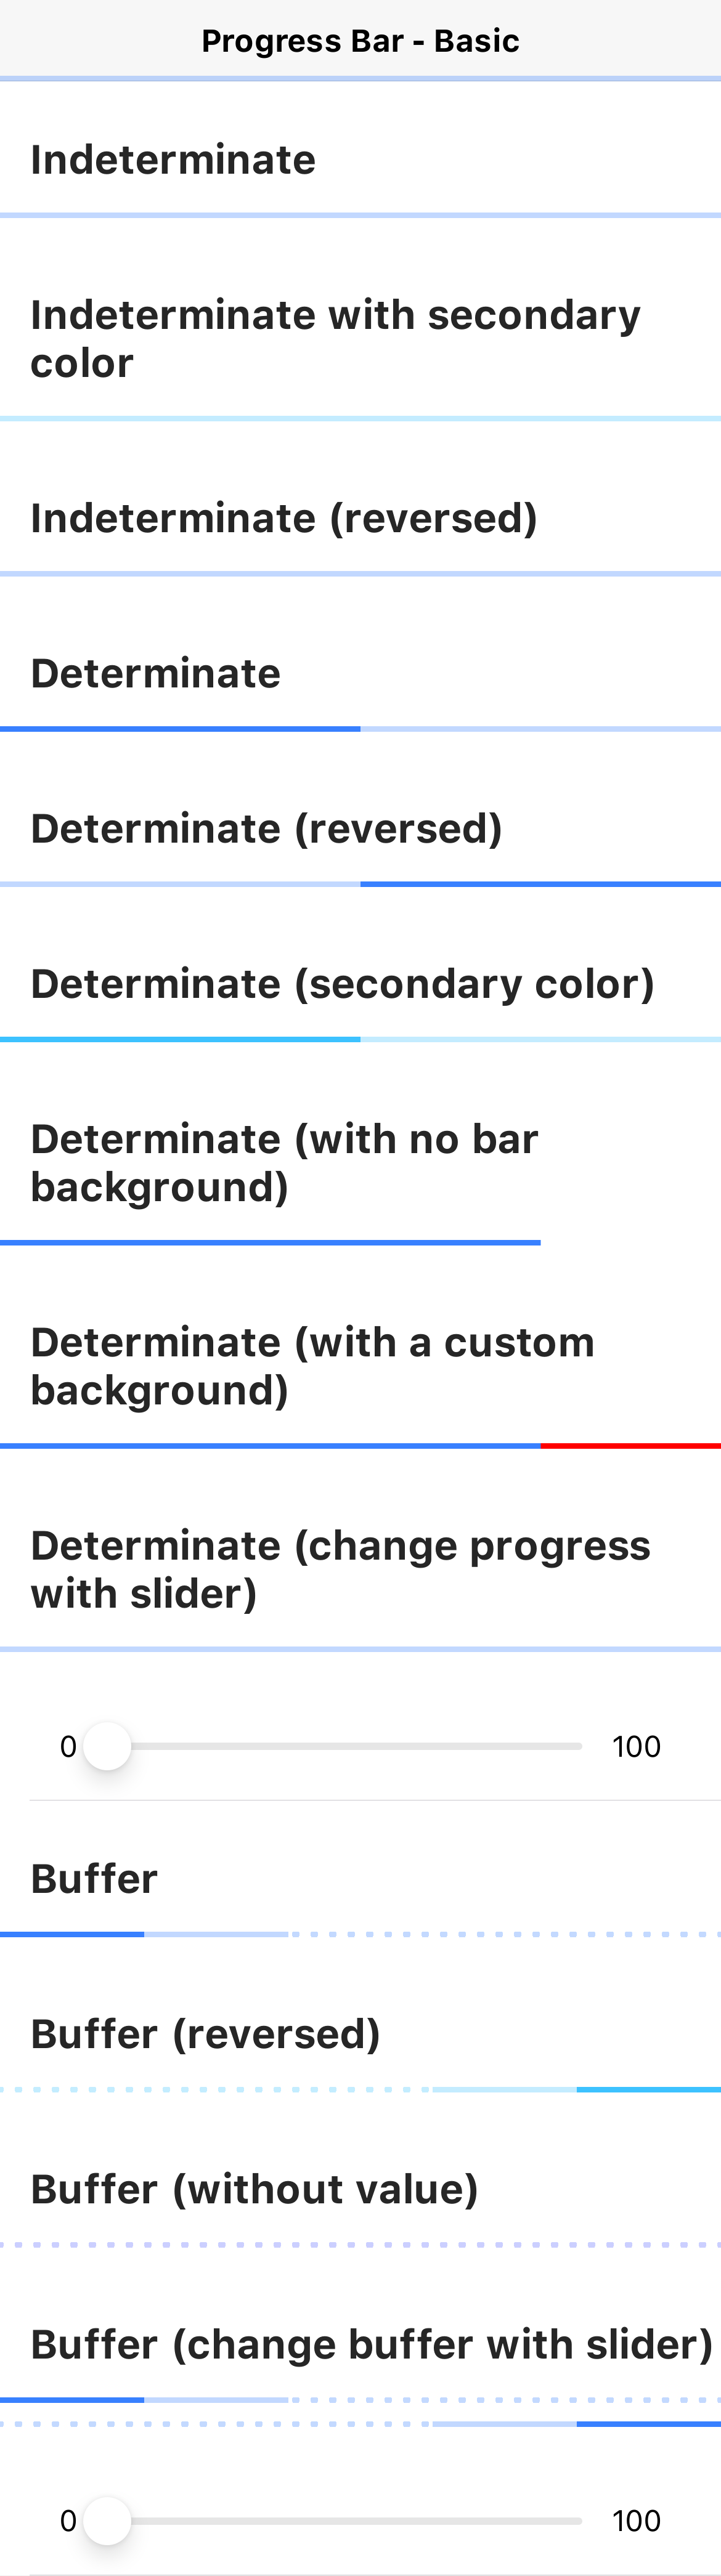 Progress Bar - Basic
Indeterminate
Indeterminate with secondary
color
Indeterminate (reversed)
Determinate
Determinate (reversed)
Determinate (secondary color)
Determinate (with no bar
background)
Determinate (with a custom
background)
Determinate (change progress
with slider)
0 100
Buffer
Buffer (reversed)
Buffer (without value)
Buffer (change buffer with slider)
0 100